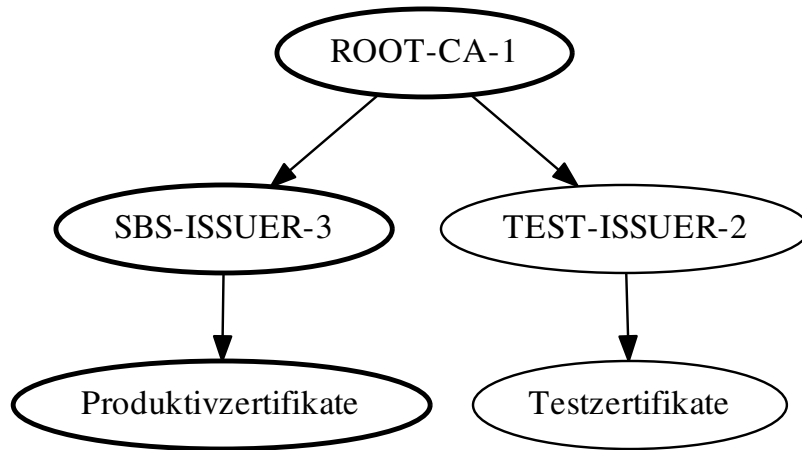 ROOT-CA-1
SBS-ISSUER-3
TEST-ISSUER-2
Produktivzertifikate
Testzertifikate